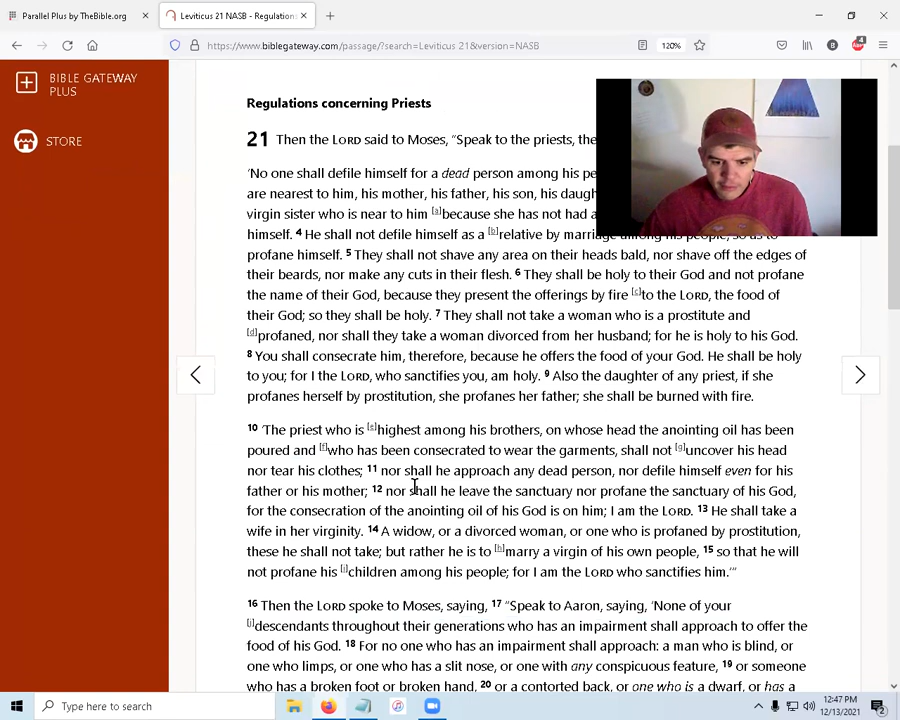 Parallel Plus by TheBible.org
Leviticus 21 NASB - Regulations
https://www.biblegateway.com/passage/?search=Leviticus 21&version=NASB
120%
B
4
BIBLE GATEWAY
PLUS
STORE
Regulations concerning Priests
21 Then the LORD said to Moses, “Speak to the priests, the
‘No one shall defile himself for a dead person among his pe
are nearest to him, his mother, his father, his son, his daugh
virgin sister who is near to him [a]because she has not had a
himself. 4 He shall not defile himself as a [b]relative by marriage among his people, so as to
profane himself. 5 They shall not shave any area on their heads bald, nor shave off the edges of
their beards, nor make any cuts in their flesh. 6 They shall be holy to their God and not profane
the name of their God, because they present the offerings by fire [c]to the LORD, the food of
their God; so they shall be holy. 7 They shall not take a woman who is a prostitute and
[d]profaned, nor shall they take a woman divorced from her husband; for he is holy to his God.
8 You shall consecrate him, therefore, because he offers the food of your God. He shall be holy
to you; for I the LORD, who sanctifies you, am holy. 9 Also the daughter of any priest, if she
profanes herself by prostitution, she profanes her father; she shall be burned with fire.
10 ‘The priest who is [e]highest among his brothers, on whose head the anointing oil has been
poured and [f]who has been consecrated to wear the garments, shall not [g]uncover his head
nor tear his clothes; 11 nor shall he approach any dead person, nor defile himself even for his
father or his mother; 12 nor shall he leave the sanctuary nor profane the sanctuary of his God,
for the consecration of the anointing oil of his God is on him; I am the LORD. 13 He shall take a
wife in her virginity. 14 A widow, or a divorced woman, or one who is profaned by prostitution,
these he shall not take; but rather he is to [h]marry a virgin of his own people, 15 so that he will
not profane his [i]children among his people; for I am the LORD who sanctifies him.’”
16 Then the LORD spoke to Moses, saying, 17 “Speak to Aaron, saying, ‘None of your
[j]descendants throughout their generations who has an impairment shall approach to offer the
food of his God. 18 For no one who has an impairment shall approach: a man who is blind, or
one who limps, or one who has a slit nose, or one with any conspicuous feature, 19 or someone
who has a broken foot or broken hand, 20 or a contorted back, or one who is a dwarf, or has a
Type here to search
12:47 PM
12/13/2021
2